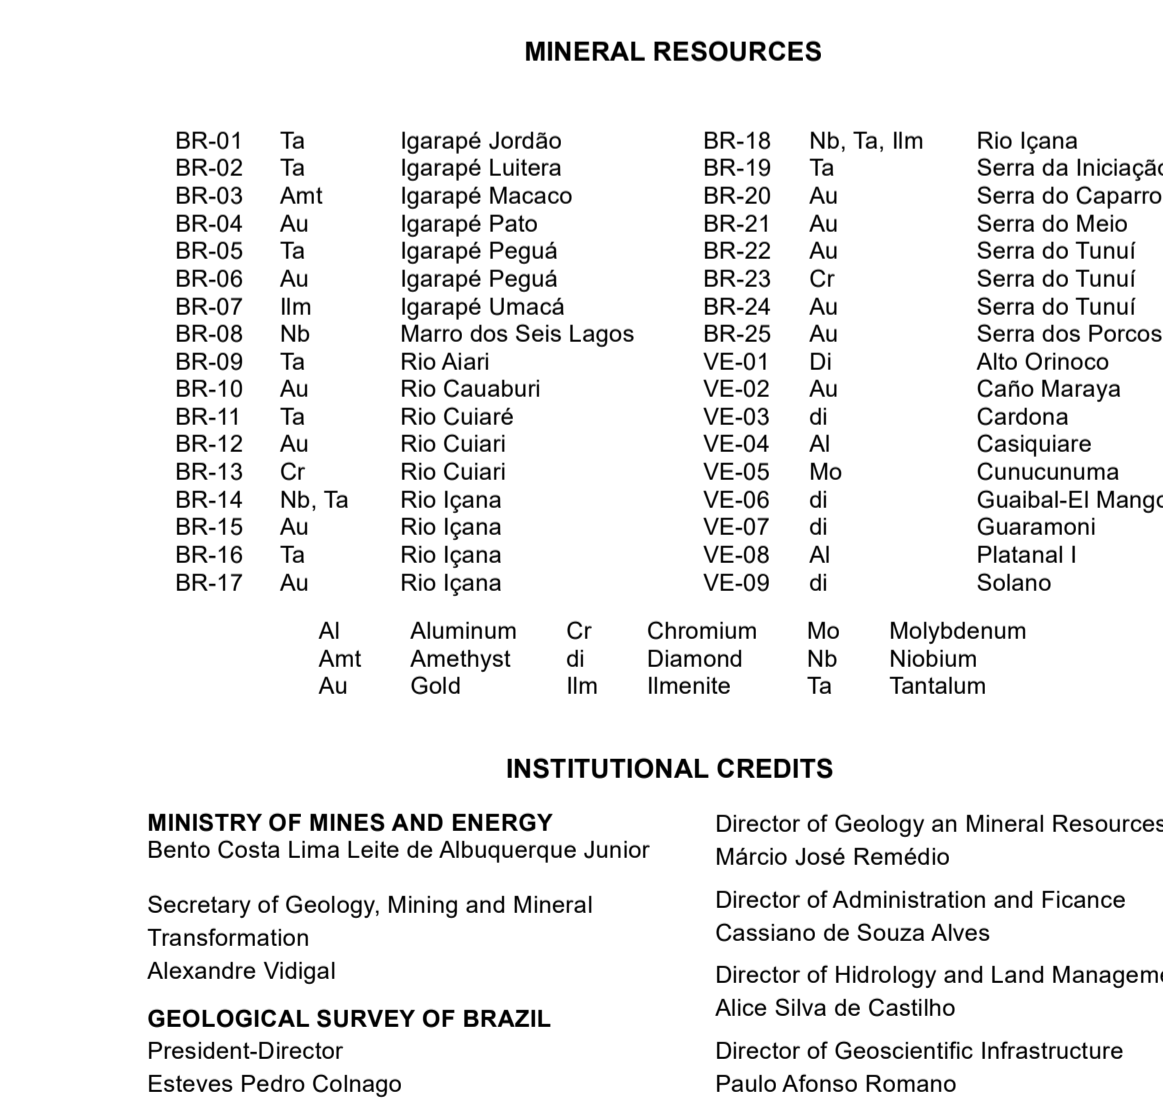 MINERAL RESOURCES
BR-01 Ta Igarapé Jordão BR-18 Nb, Ta, Ilm Rio Içana
BR-02 Ta Igarapé Luitera BR-19 Ta Serra da Iniciação
BR-03 Amt Igarapé Macaco BR-20 Au Serra do Caparro
BR-04 Au Igarapé Pato BR-21 Au Serra do Meio
BR-05 Ta Igarapé Peguá BR-22 Au Serra do Tunuí
BR-06 Au Igarapé Peguá BR-23 Cr Serra do Tunuí
BR-07 Ilm Igarapé Umacá BR-24 Au Serra do Tunuí
BR-08 Nb Marro dos Seis Lagos BR-25 Au Serra dos Porcos
BR-09 Ta Rio Aiari VE-01 Di Alto Orinoco
BR-10 Au Rio Cauaburi VE-02 Au Caño Maraya
BR-11 Ta Rio Cuiaré VE-03 di Cardona
BR-12 Au Rio Cuiari VE-04 Al Casiquiare
BR-13 Cr Rio Cuiari VE-05 Mo Cunucunuma
BR-14 Nb, Ta Rio Içana VE-06 di Guaibal-El Mango
BR-15 Au Rio Içana VE-07 di Guaramoni
BR-16 Ta Rio Içana VE-08 Al Platanal I
BR-17 Au Rio Içana VE-09 di Solano
Al Aluminum Cr Chromium Mo Molybdenum
Amt Amethyst di Diamond Nb Niobium
Au Gold Ilm Ilmenite Ta Tantalum
INSTITUTIONAL CREDITS
MINISTRY OF MINES AND ENERGY
Bento Costa Lima Leite de Albuquerque Junior
Secretary of Geology, Mining and Mineral
Transformation
Alexandre Vidigal
GEOLOGICAL SURVEY OF BRAZIL
President-Director
Esteves Pedro Colnago
Director of Geology an Mineral Resources
Márcio José Remédio
Director of Administration and Ficance
Cassiano de Souza Alves
Director of Hidrology and Land Manageme
Alice Silva de Castilho
Director of Geoscientific Infrastructure
Paulo Afonso Romano